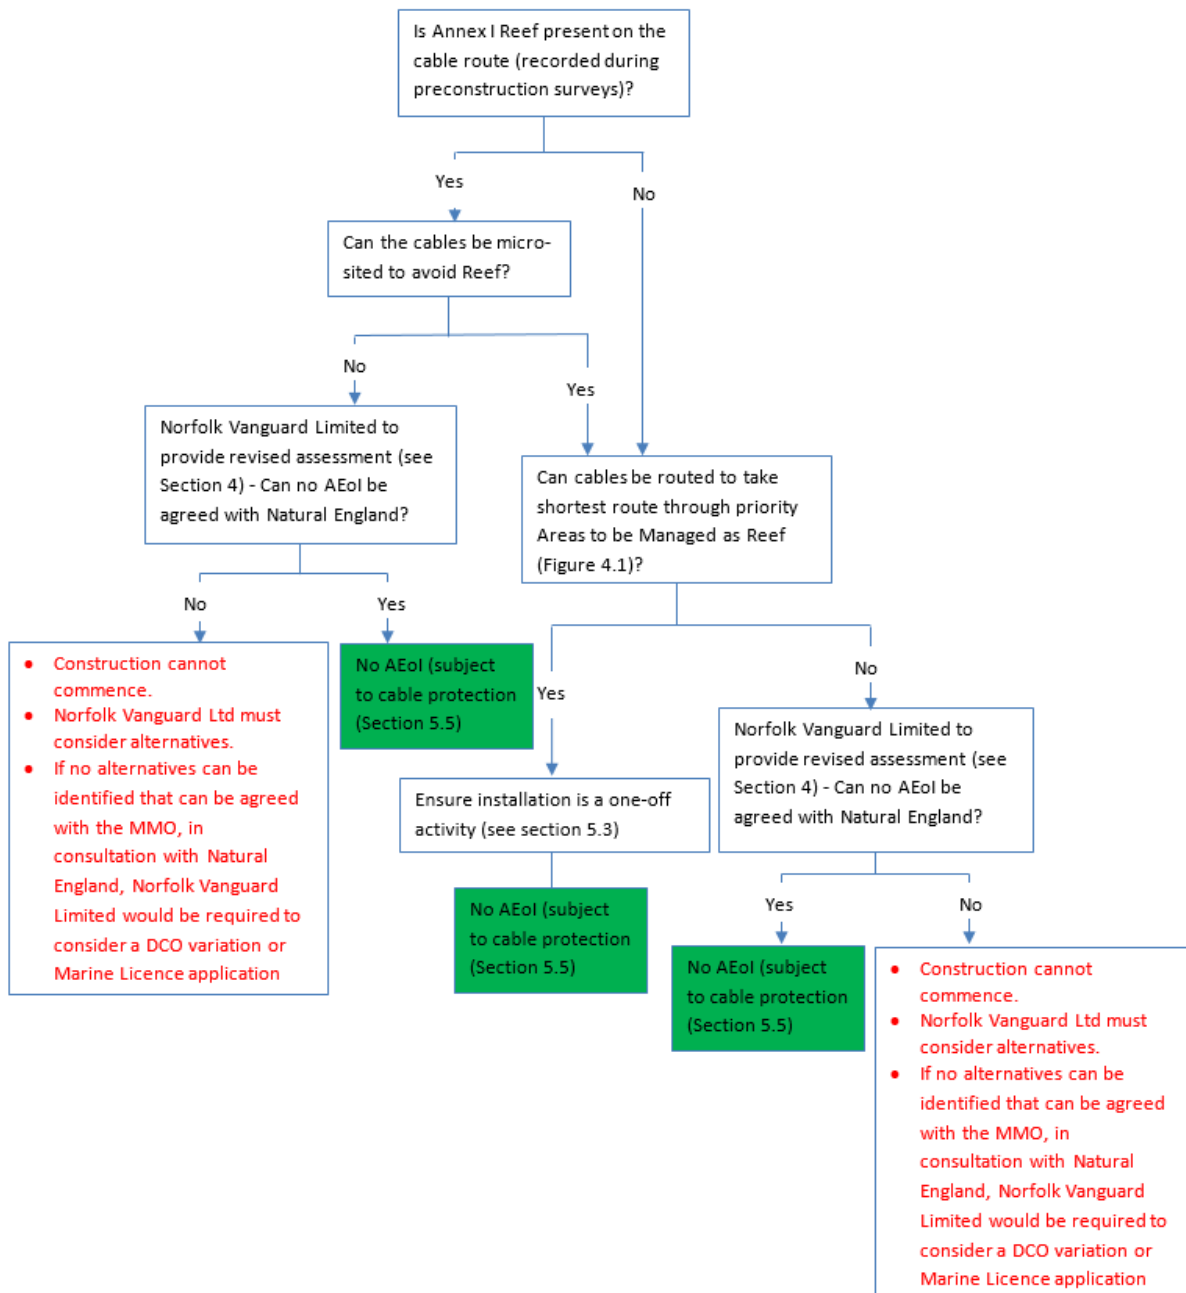 Is Annex I Reef present on the
cable route (recorded during
preconstruction surveys)?
Yes
No
Can the cables be micro-
sited to avoid Reef?
No
Yes
Norfolk Vanguard Limited to
provide revised assessment (see
Section 4) - Can no AEoI be
agreed with Natural England?
Can cables be routed to take
shortest route through priority
Areas to be Managed as Reef
(Figure 4.1)?
No
Yes
• Construction cannot
commence.
• Norfolk Vanguard Ltd must
consider alternatives.
• If no alternatives can be
identified that can be agreed
with the MMO, in
consultation with Natural
England, Norfolk Vanguard
Limited would be required to
consider a DCO variation or
Marine Licence application
No AEoI (subject
to cable protection
(Section 5.5)
Yes
No
Ensure installation is a one-off
activity (see section 5.3)
No AEoI (subject
to cable protection
(Section 5.5)
Norfolk Vanguard Limited to
provide revised assessment (see
Section 4) - Can no AEoI be
agreed with Natural England?
Yes
No
No AEoI (subject
to cable protection
(Section 5.5)
• Construction cannot
commence.
• Norfolk Vanguard Ltd must
consider alternatives.
• If no alternatives can be
identified that can be agreed
with the MMO, in
consultation with Natural
England, Norfolk Vanguard
Limited would be required to
consider a DCO variation or
Marine Licence application